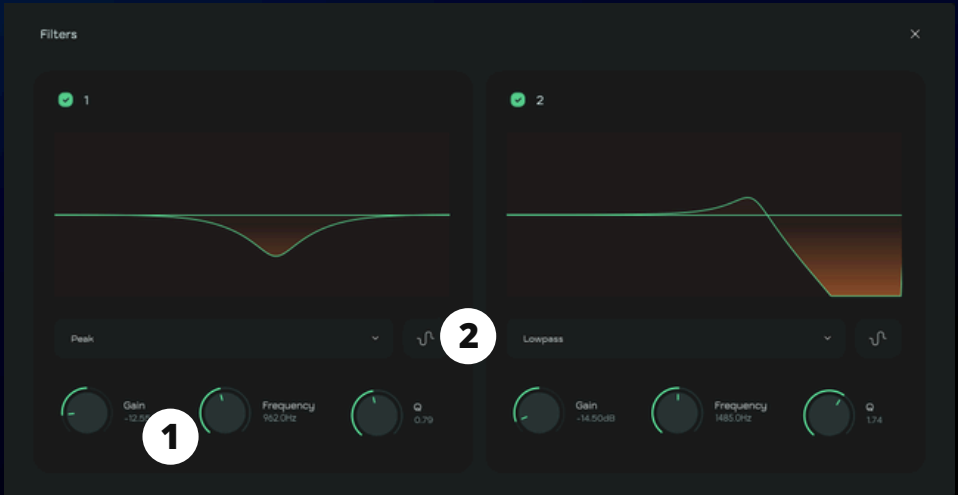 Filters
1
2
Peak
2
Lowpass
Gain
Frequency
962.0Hz
Q
0.79
1
Gain
-14.50dB
Frequency
1485.0Hz
Q
1.74